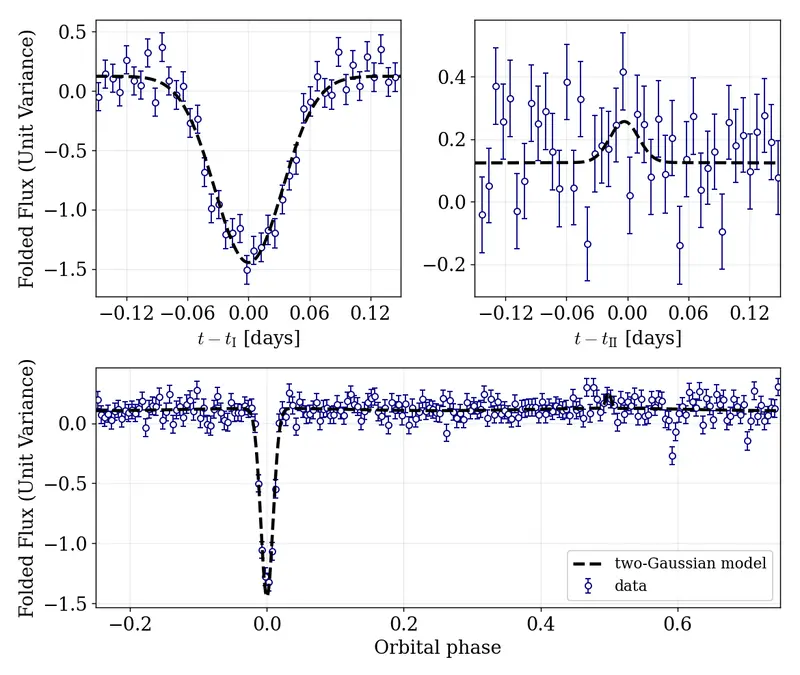 Folded Flux (Unit Variance)
0.5
0.0
−0.5
−1.0
−1.5
−0.12 −0.06 0.00 0.06 0.12
t − tI [days]
0.4
0.2
0.0
−0.2
−0.12 −0.06 0.00 0.06 0.12
t − tII [days]
Folded Flux (Unit Variance)
0.0
−0.5
−1.0
−1.5
two-Gaussian model
data
−0.2 0.0 0.2 0.4 0.6
Orbital phase